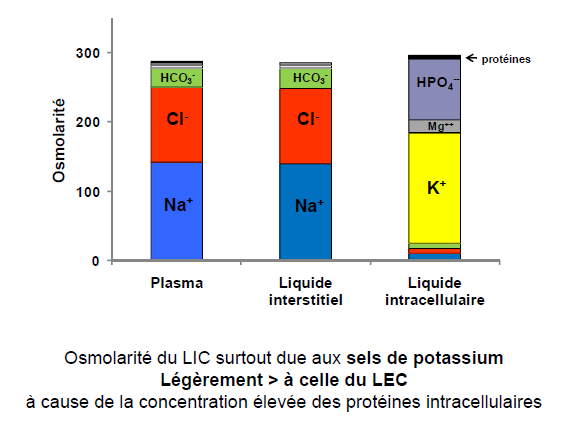 Osmolarité
300
200
100
0
HCO₃⁻
Cl⁻
Na⁺
HCO₃⁻
Cl⁻
Na⁺
HPO₄⁻⁻
Mg⁺⁺
K⁺
protéines
Plasma
Liquide
interstitiel
Liquide
intracellulaire
Osmolarité du LIC surtout due aux sels de potassium
Légèrement > à celle du LEC
à cause de la concentration élevée des protéines intracellulaires